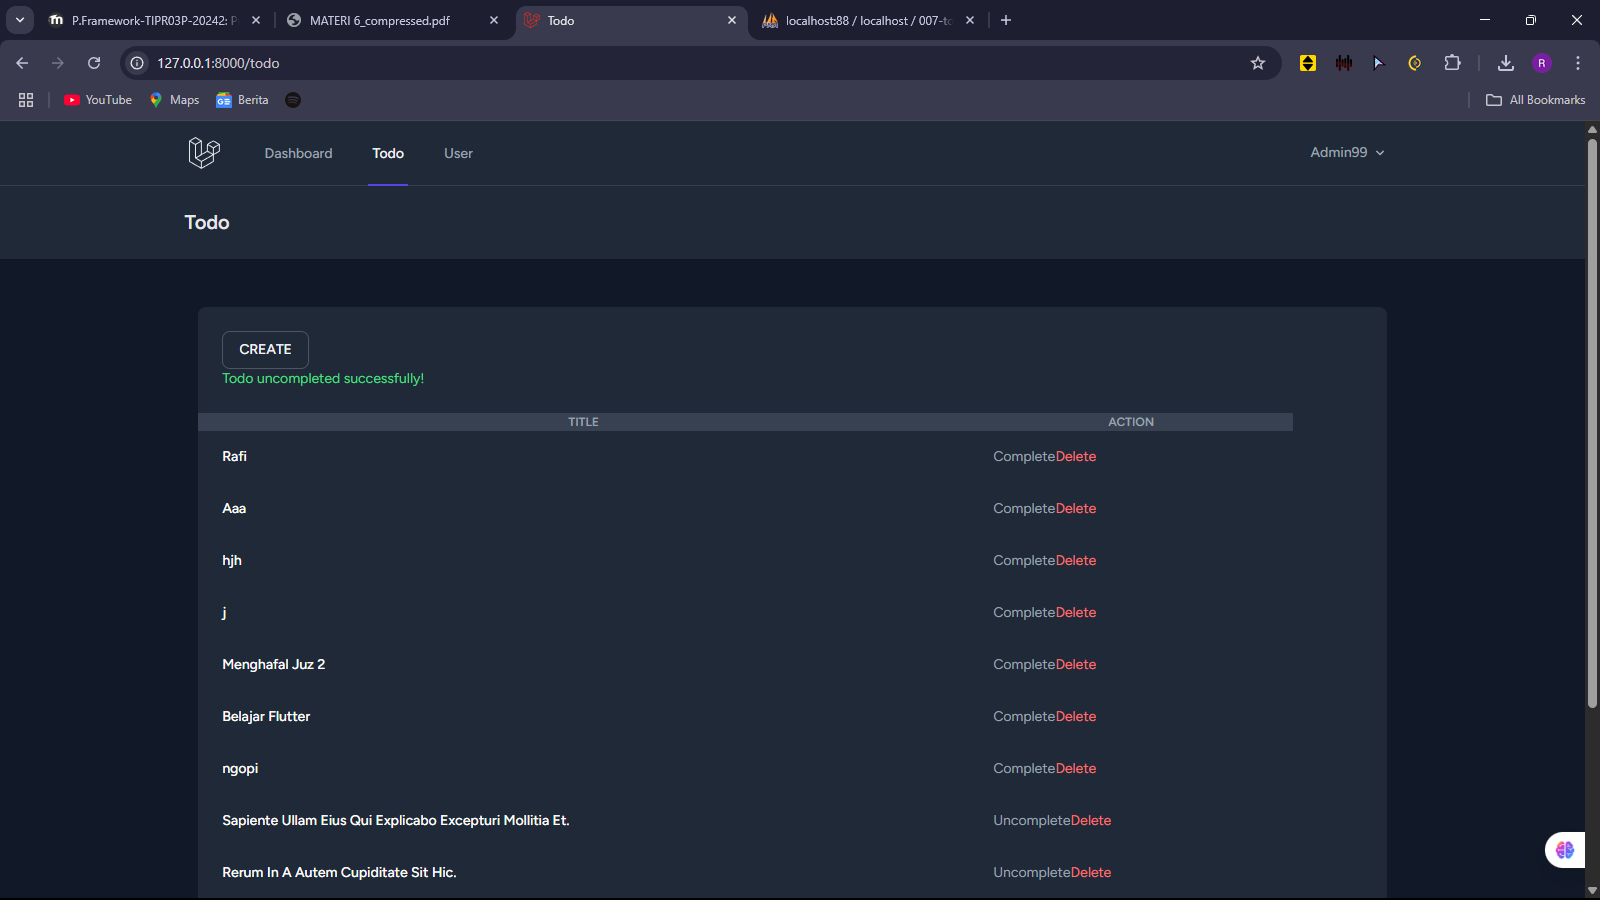 P.Framework-TIPR03P-20242: P
MATERI 6_compressed.pdf
Todo
localhost:88 / localhost / 007-to
127.0.0.1:8000/todo
R
YouTube
Maps
Berita
All Bookmarks
Dashboard
Todo
User
Admin99
Todo
CREATE
Todo uncompleted successfully!
TITLE ACTION
Rafi CompleteDelete
Aaa CompleteDelete
hjh CompleteDelete
j CompleteDelete
Menghafal Juz 2 CompleteDelete
Belajar Flutter CompleteDelete
ngopi CompleteDelete
Sapiente Ullam Eius Qui Explicabo Excepturi Mollitia Et. UncompleteDelete
Rerum In A Autem Cupiditate Sit Hic. UncompleteDelete